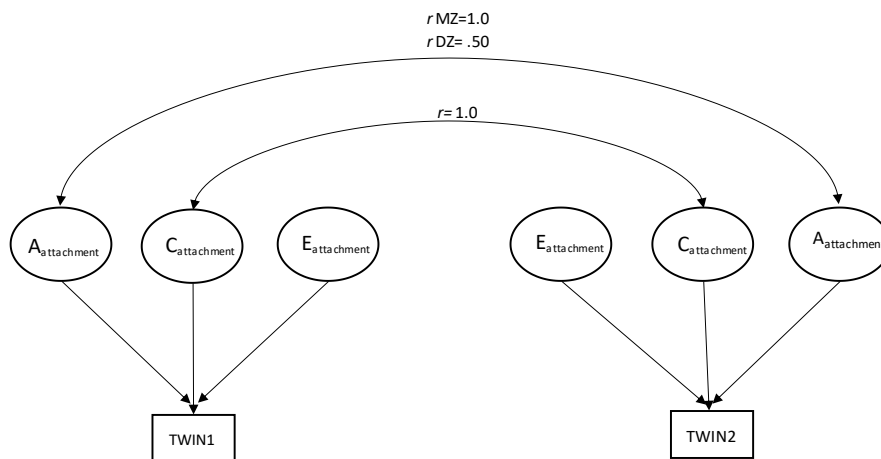 r MZ=1.0
r DZ= .50
r= 1.0
Aattachment
Cattachment
Eattachment
Eattachment
Cattachment
Aattachmen
TWIN1
TWIN2